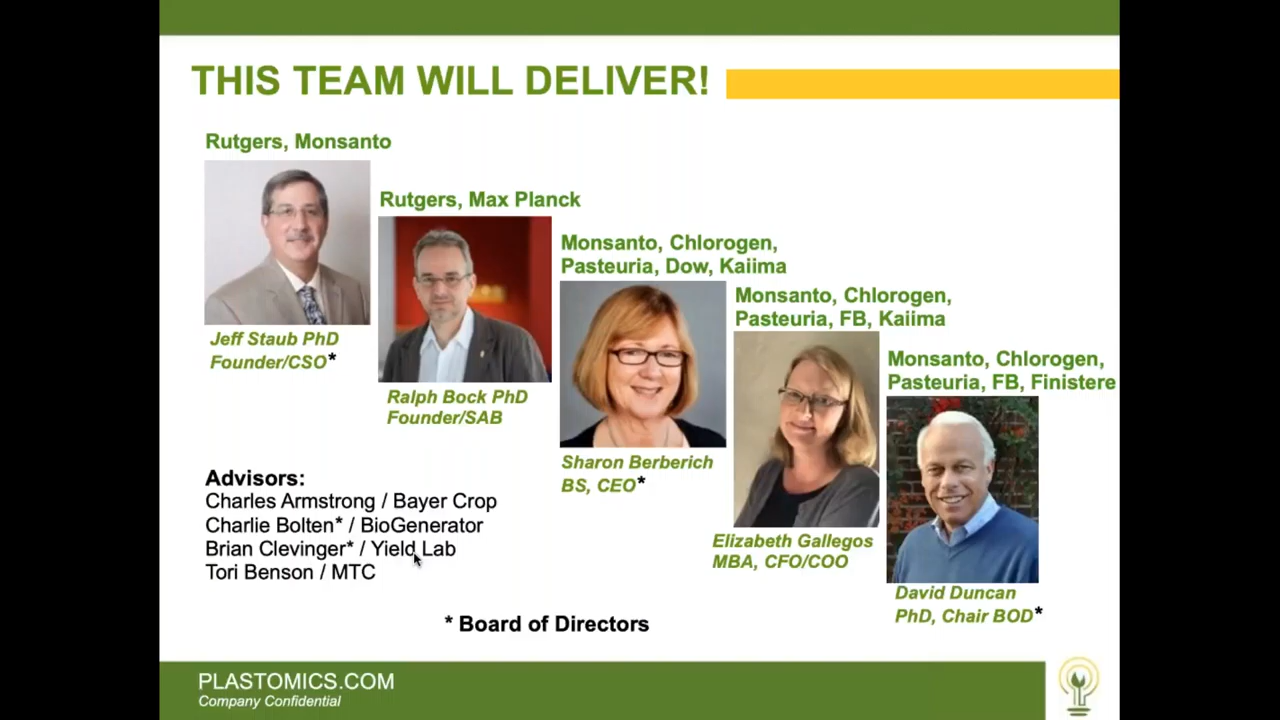 THIS TEAM WILL DELIVER!
Rutgers, Monsanto
Jeff Staub PhD
Founder/CSO*
Rutgers, Max Planck
Ralph Bock PhD
Founder/SAB
Monsanto, Chlorogen,
Pasteuria, Dow, Kaiima
Sharon Berberich
BS, CEO*
Monsanto, Chlorogen,
Pasteuria, FB, Kaiima
Elizabeth Gallegos
MBA, CFO/COO
Monsanto, Chlorogen,
Pasteuria, FB, Finistere
David Duncan
PhD, Chair BOD*
Advisors:
Charles Armstrong / Bayer Crop
Charlie Bolten* / BioGenerator
Brian Clevinger* / Yield Lab
Tori Benson / MTC
* Board of Directors
PLASTOMICS.COM
Company Confidential